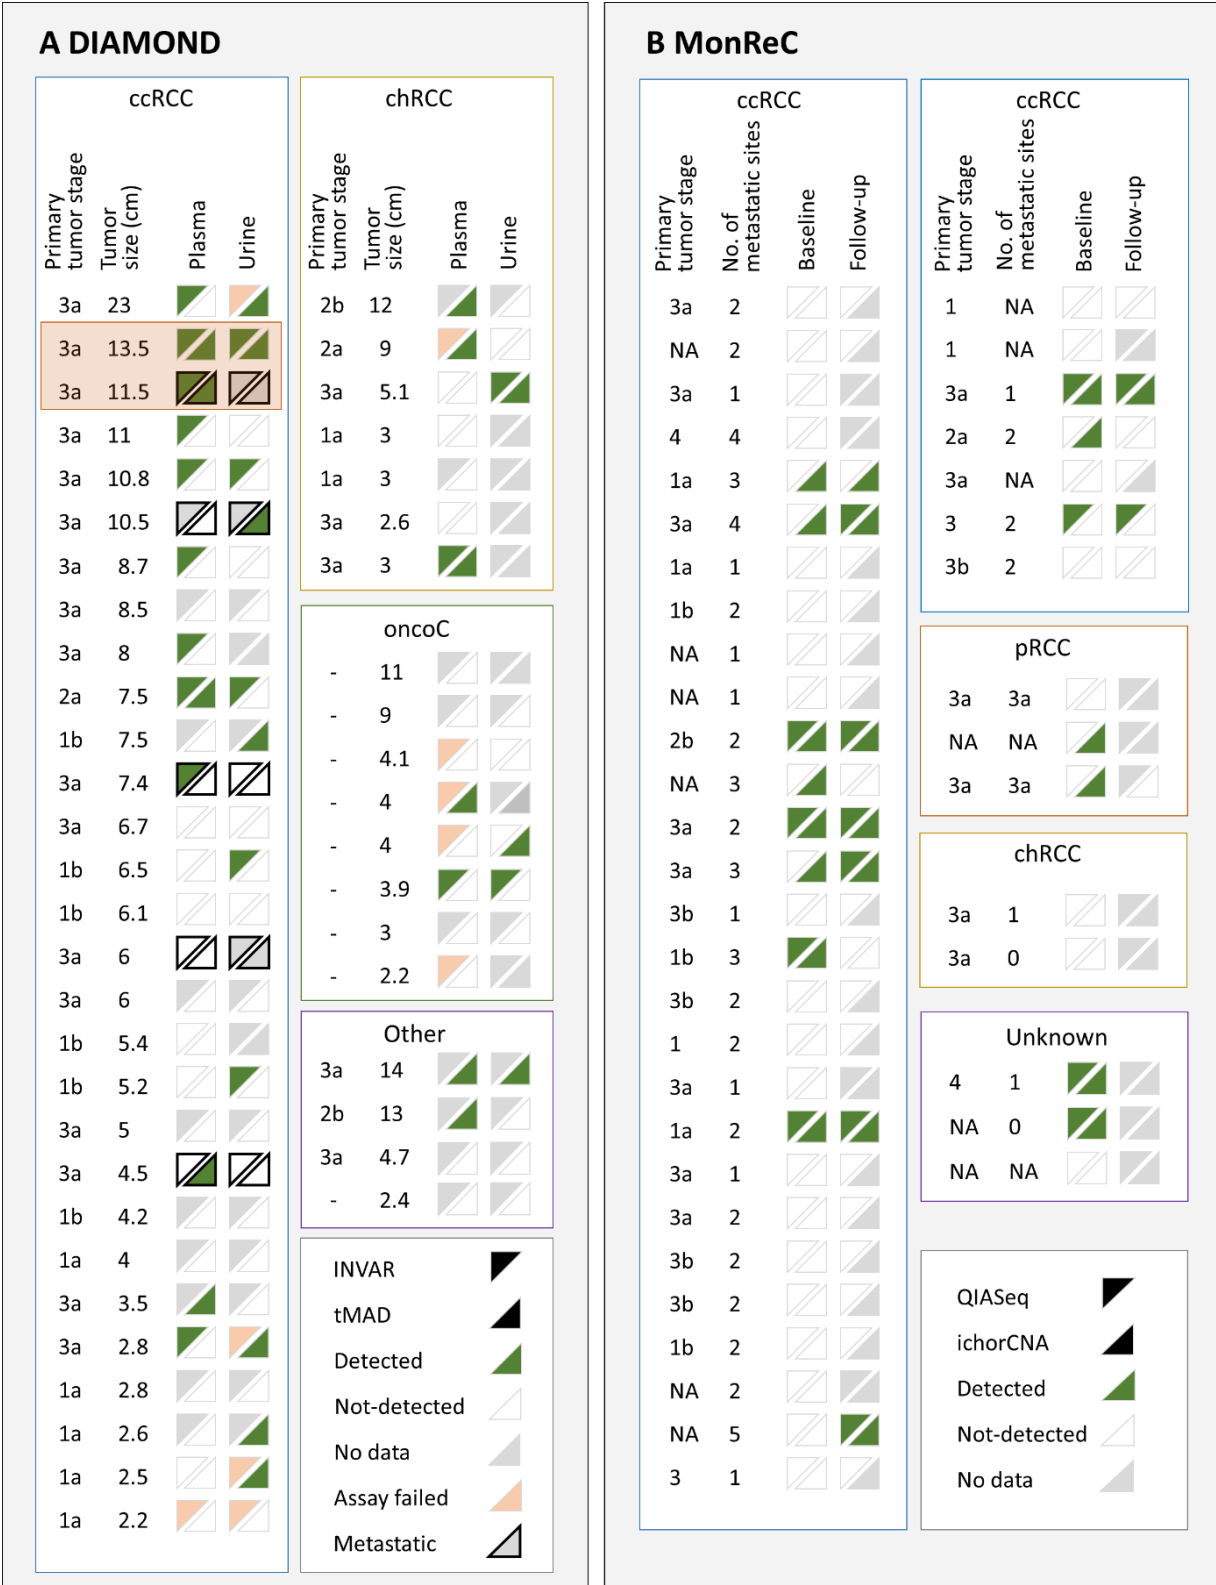 A DIAMOND
ccRCC
Primary tumor stage
Tumor size (cm)
Plasma
Urine
3a 23
3a 13.5
3a 11.5
3a 11
3a 10.8
3a 10.5
3a 8.7
3a 8.5
3a 8
2a 7.5
1b 7.5
3a 7.4
3a 6.7
1b 6.5
1b 6.1
3a 6
3a 6
1b 5.4
1b 5.2
3a 5
3a 4.5
1b 4.2
1a 4
3a 3.5
3a 2.8
1a 2.8
1a 2.6
1a 2.5
1a 2.2
chRCC
Primary tumor stage
Tumor size (cm)
Plasma
Urine
2b 12
2a 9
3a 5.1
1a 3
1a 3
3a 2.6
3a 3
oncoC
- 11
- 9
- 4.1
- 4
- 4
- 3.9
- 3
- 2.2
Other
3a 14
2b 13
3a 4.7
- 2.4
INVAR
tMAD
Detected
Not-detected
No data
Assay failed
Metastatic
B MonReC
ccRCC
Primary tumor stage
No. of metastatic sites
Baseline
Follow-up
3a 2
NA 2
3a 1
4 4
1a 3
3a 4
1a 1
1b 2
NA 1
NA 1
2b 2
NA 3
3a 2
3a 3
3b 1
1b 3
3b 2
1 2
3a 1
1a 2
3a 1
3a 2
3b 2
3b 2
1b 2
NA 2
NA 5
3 1
ccRCC
Primary tumor stage
No. of metastatic sites
Baseline
Follow-up
1 NA
1 NA
3a 1
2a 2
3a NA
3 2
3b 2
pRCC
3a 3a
NA NA
3a 3a
chRCC
3a 1
3a 0
Unknown
4 1
NA 0
NA NA
QIASeq
ichorCNA
Detected
Not-detected
No data